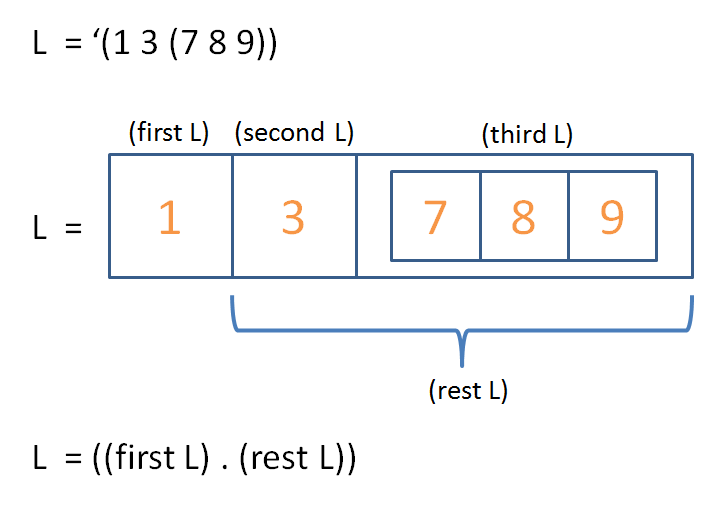 L = ‘(1 3 (7 8 9))
(first L) (second L) (third L)
L = 1 3 7 8 9
(rest L)
L = ((first L) . (rest L))